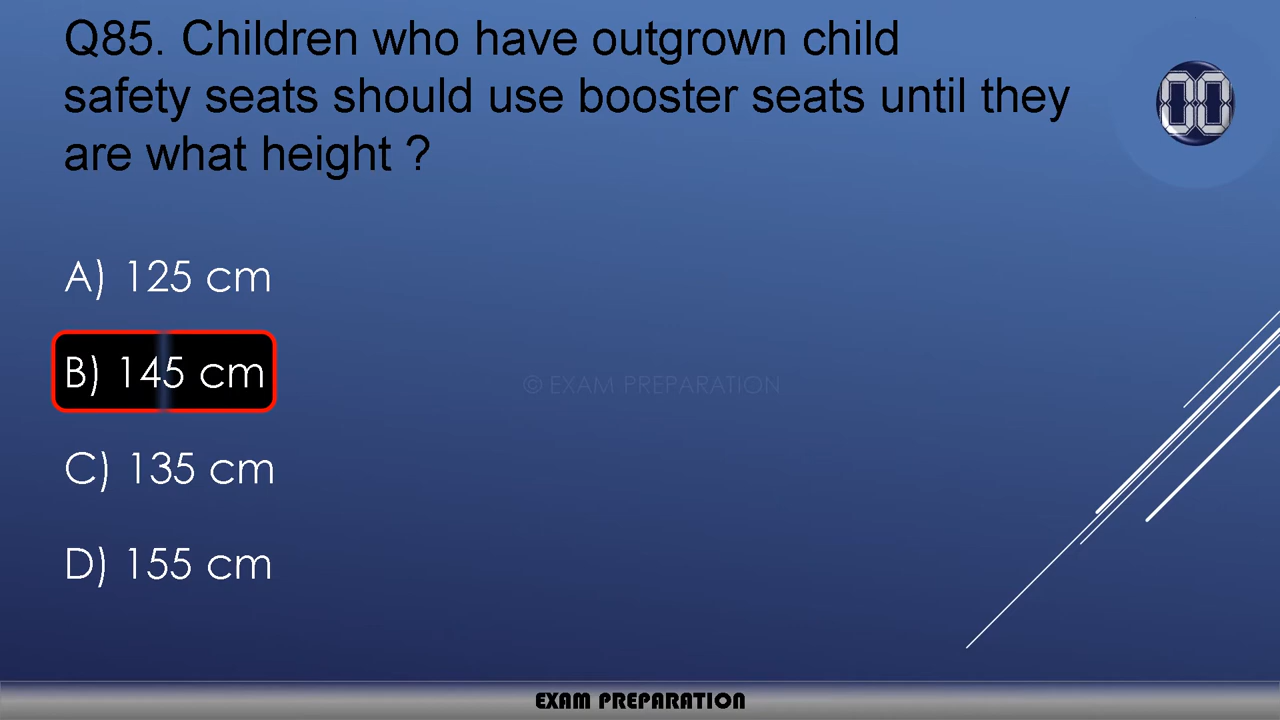 Q85. Children who have outgrown child
safety seats should use booster seats until they
are what height ?
00
A) 125 cm
B) 145 cm
© EXAM PREPARATION
C) 135 cm
D) 155 cm
EXAM PREPARATION